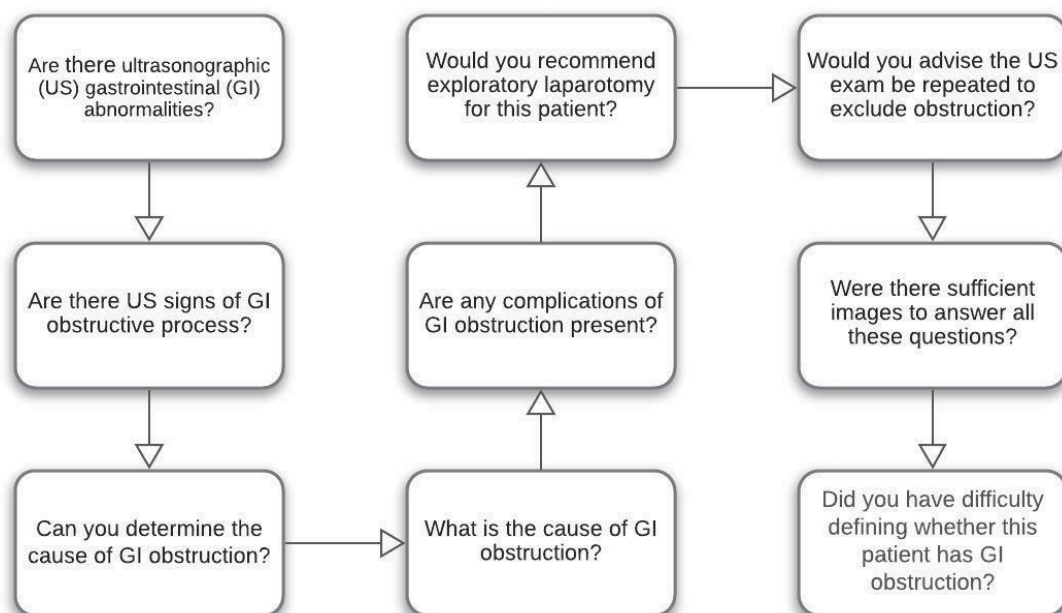 Are there ultrasonographic
(US) gastrointestinal (GI)
abnormalities?
Are there US signs of GI
obstructive process?
Can you determine the
cause of GI obstruction?
What is the cause of GI
obstruction?
Are any complications of
GI obstruction present?
Would you recommend
exploratory laparotomy
for this patient?
Would you advise the US
exam be repeated to
exclude obstruction?
Were there sufficient
images to answer all
these questions?
Did you have difficulty
defining whether this
patient has GI
obstruction?